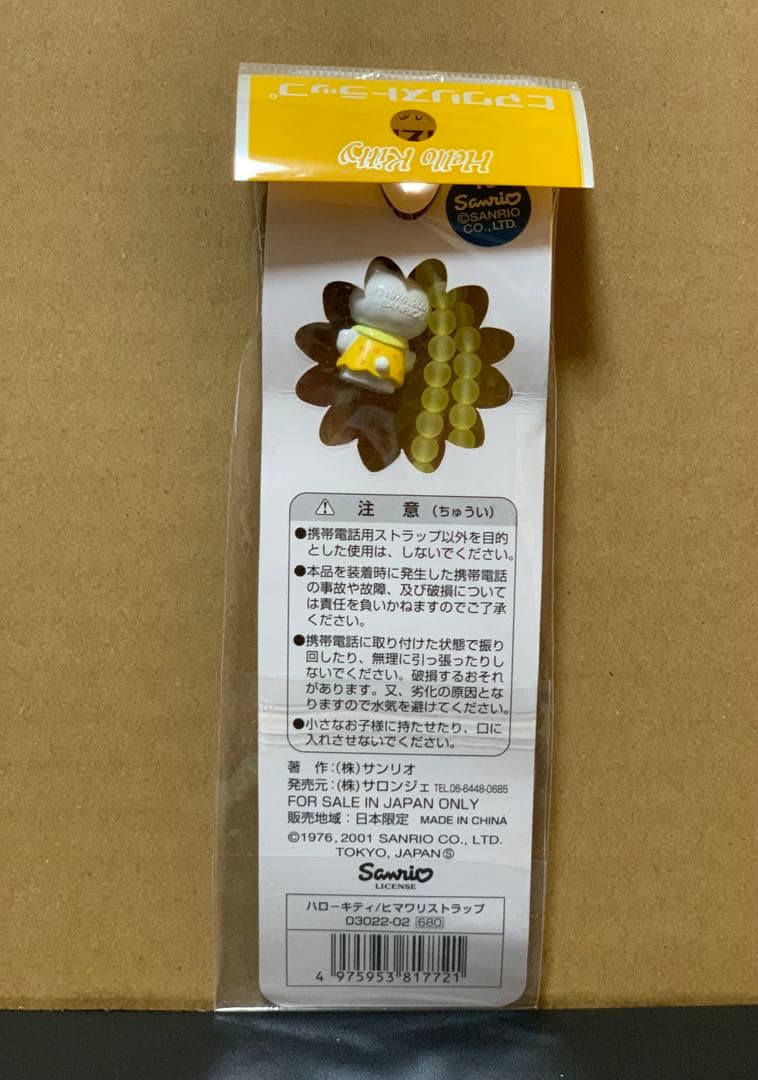 ヒマワリストラップ
Hello Kitty
Sanrio
©SANRIO
CO., LTD.
SANRIO
⚠ 注 意 (ちゅうい)
●携帯電話用ストラップ以外を目的
とした使用は、しないでください。
●本品を装着時に発生した携帯電話
の事故や故障、及び破損について
は責任を負いかねますのでご了承
ください。
●携帯電話に取り付けた状態で振り
回したり、無理に引っ張ったりし
ないでください。破損するおそれ
があります。又、劣化の原因とな
りますので水気を避けてください。
●小さなお子様に持たせたり、口に
入れさせないでください。
著 作:(株)サンリオ
発売元:(株)サロンジェ TEL.06-6448-0685
FOR SALE IN JAPAN ONLY
販売地域:日本限定 MADE IN CHINA
©1976, 2001 SANRIO CO., LTD.
TOKYO, JAPAN Ⓢ
Sanrio
LICENSE
ハローキティ/ヒマワリストラップ
03022-02 680
4 975953 817721